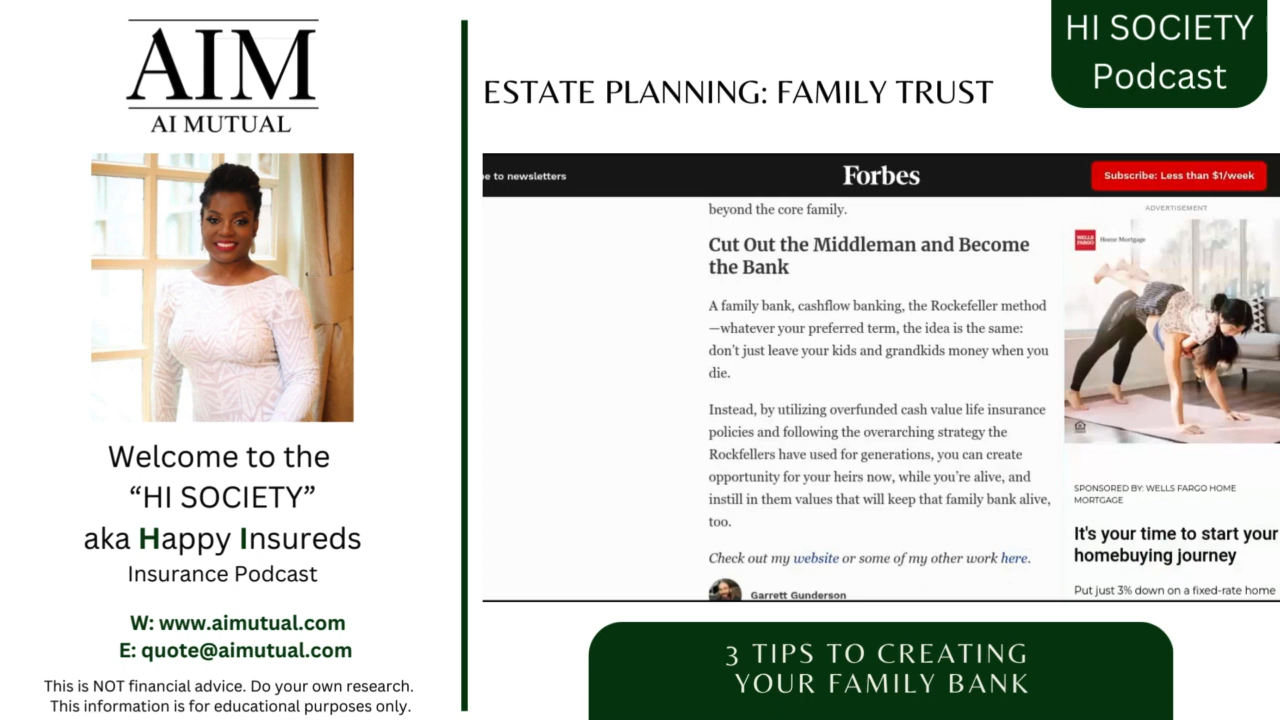 AIM
AI MUTUAL
Welcome to the
“HI SOCIETY”
aka Happy Insureds
Insurance Podcast
W: www.aimutual.com
E: quote@aimutual.com
This is NOT financial advice. Do your own research.
This information is for educational purposes only.
HI SOCIETY
Podcast
ESTATE PLANNING: FAMILY TRUST
e to newsletters
Forbes
Subscribe: Less than $1/week
beyond the core family.
Cut Out the Middleman and Become
the Bank
A family bank, cashflow banking, the Rockefeller method
—whatever your preferred term, the idea is the same:
don’t just leave your kids and grandkids money when you
die.
Instead, by utilizing overfunded cash value life insurance
policies and following the overarching strategy the
Rockfellers have used for generations, you can create
opportunity for your heirs now, while you’re alive, and
instill in them values that will keep that family bank alive,
too.
Check out my website or some of my other work here.
Garrett Gunderson
ADVERTISEMENT
WELLS
FARGO
Home Mortgage
SPONSORED BY: WELLS FARGO HOME
MORTGAGE
It's your time to start your
homebuying journey
Put just 3% down on a fixed-rate home
3 TIPS TO CREATING
YOUR FAMILY BANK